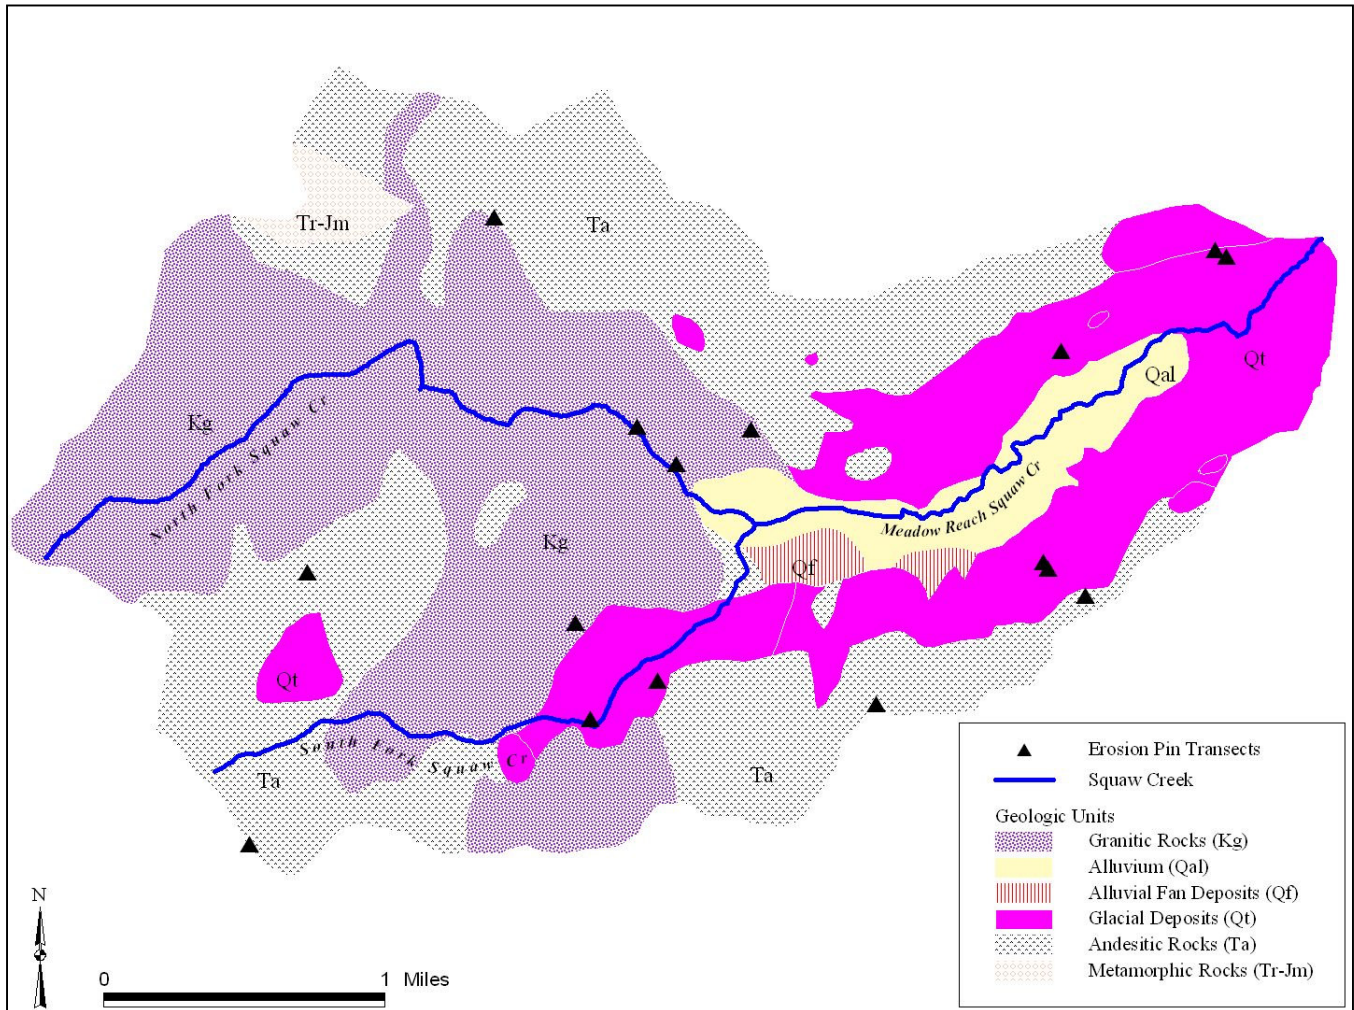 Tr-Jm
Ta
Qt
Qal
Kg
North Fork Squaw Cr
Meadow Reach Squaw Cr
Kg
Qf
Qt
South Fork Squaw Cr
Ta
Ta
Erosion Pin Transects
Squaw Creek
Geologic Units
Granitic Rocks (Kg)
Alluvium (Qal)
Alluvial Fan Deposits (Qf)
Glacial Deposits (Qt)
Andesitic Rocks (Ta)
Metamorphic Rocks (Tr-Jm)
N
0 1 Miles